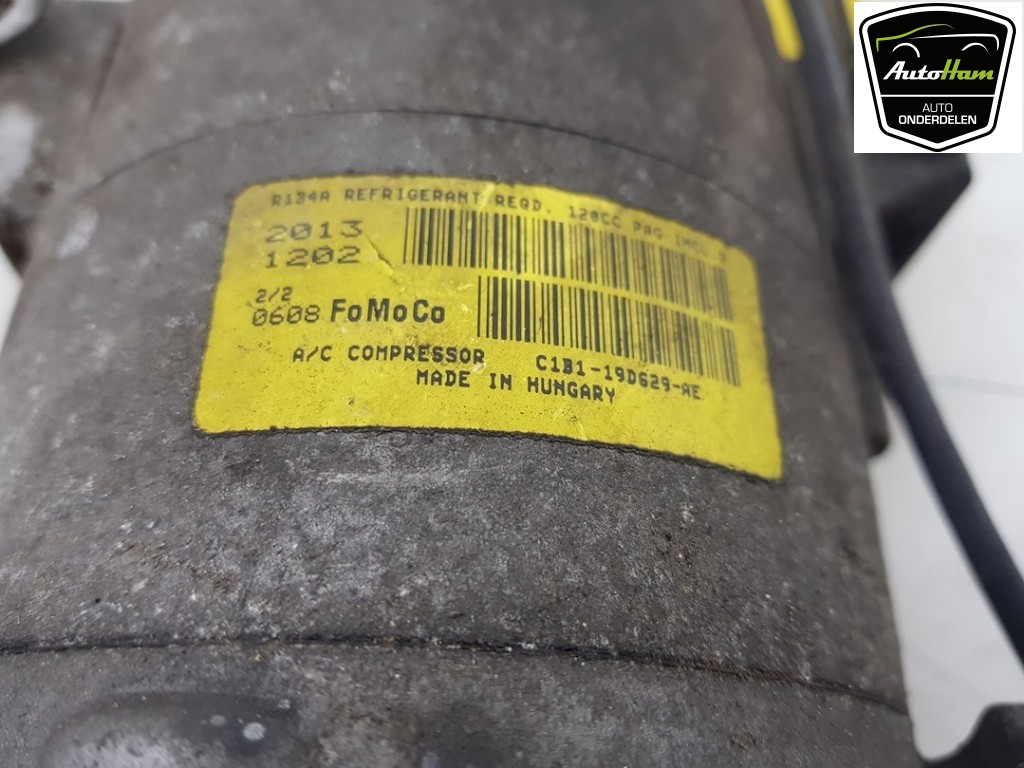 AutoHam
AUTO
ONDERDELEN
R134A REFRIGERANT REQD. 120CC PAG INCL.
2013
1202
2/2
0608 FoMoCo
A/C COMPRESSOR C1B1-19D629-AE
MADE IN HUNGARY